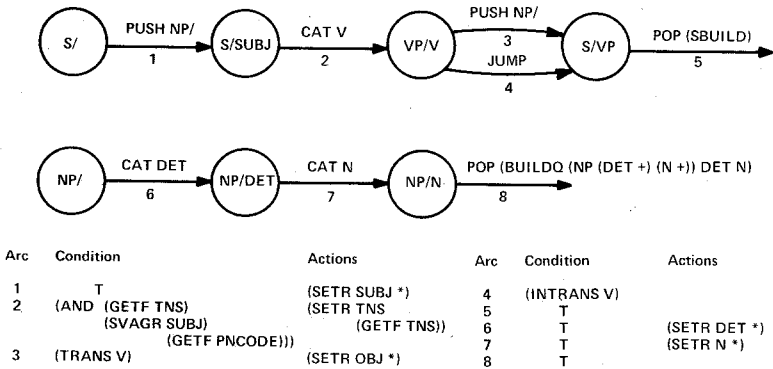 S/
PUSH NP/
1
S/SUBJ
CAT V
2
VP/V
PUSH NP/
3
JUMP
4
S/VP
POP (SBUILD)
5
NP/
CAT DET
6
NP/DET
CAT N
7
NP/N
POP (BUILDQ (NP (DET +) (N +)) DET N)
8
Arc Condition Actions Arc Condition Actions
1 T (SETR SUBJ *) 4 (INTRANS V)
2 (AND (GETF TNS) (SETR TNS 5 T
(SVAGR SUBJ) (GETF TNS)) 6 T (SETR DET *)
(GETF PNCODE))) 7 T (SETR N *)
3 (TRANS V) (SETR OBJ *) 8 T